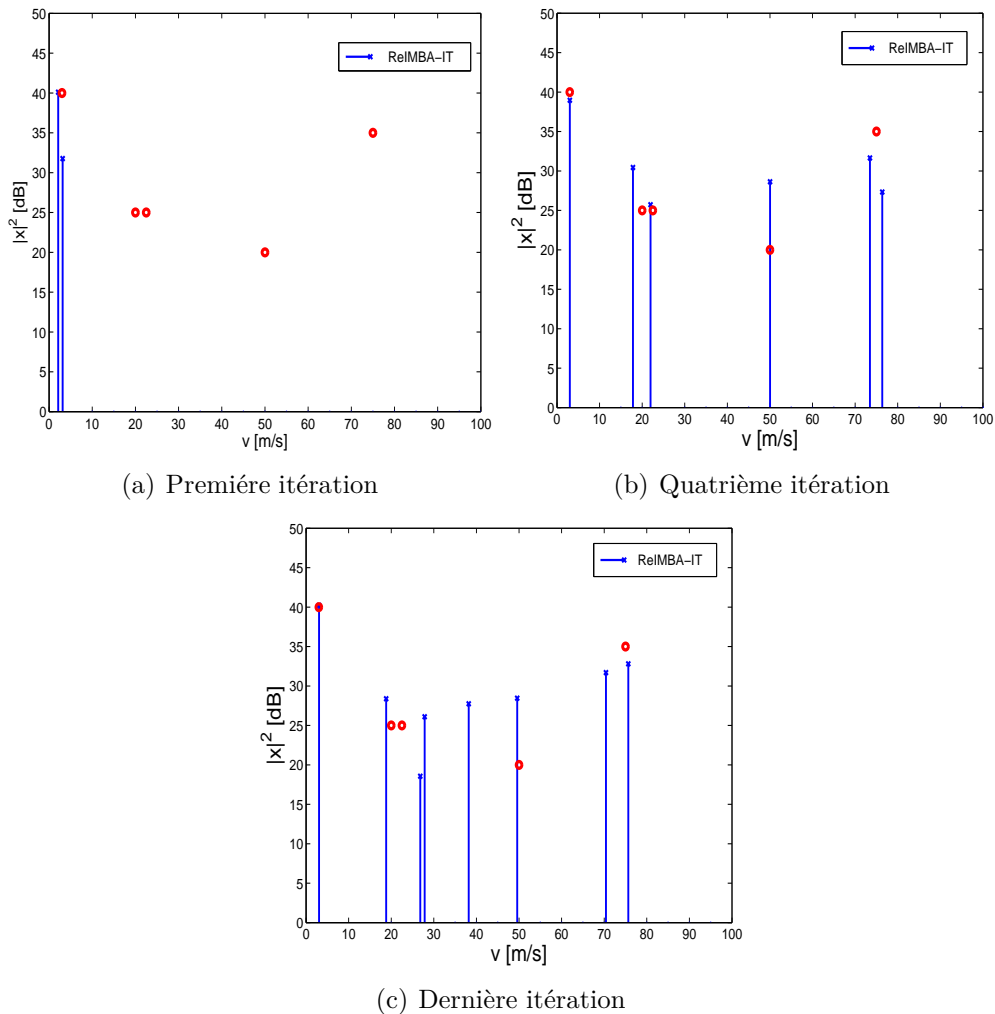 50
45
40
35
30
25
20
15
10
5
0
|x|² [dB]
0 10 20 30 40 50 60 70 80 90 100
v [m/s]
RelMBA–IT
(a) Premiére itération
50
45
40
35
30
25
20
15
10
5
0
|x|² [dB]
0 10 20 30 40 50 60 70 80 90 100
v [m/s]
RelMBA–IT
(b) Quatrième itération
50
45
40
35
30
25
20
15
10
5
0
|x|² [dB]
0 10 20 30 40 50 60 70 80 90 100
v [m/s]
RelMBA–IT
(c) Dernière itération